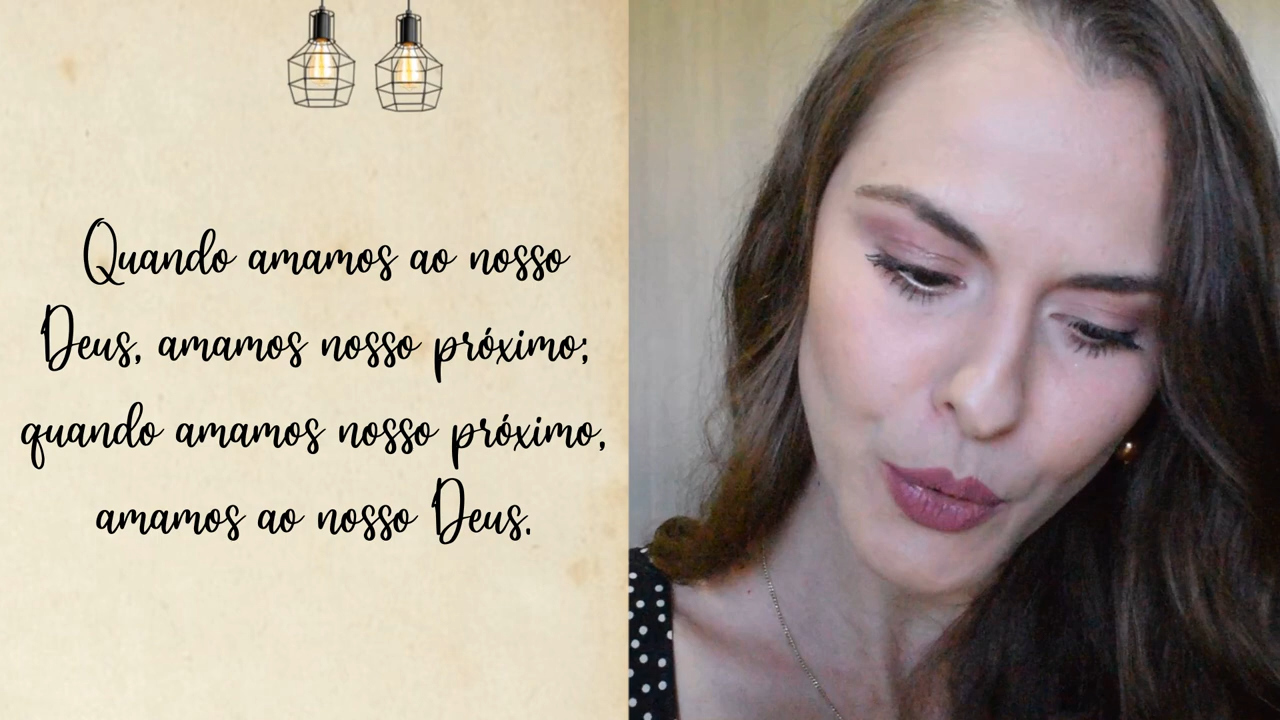 Quando amamos ao nosso
Deus, amamos nosso próximo;
quando amamos nosso próximo,
amamos ao nosso Deus.